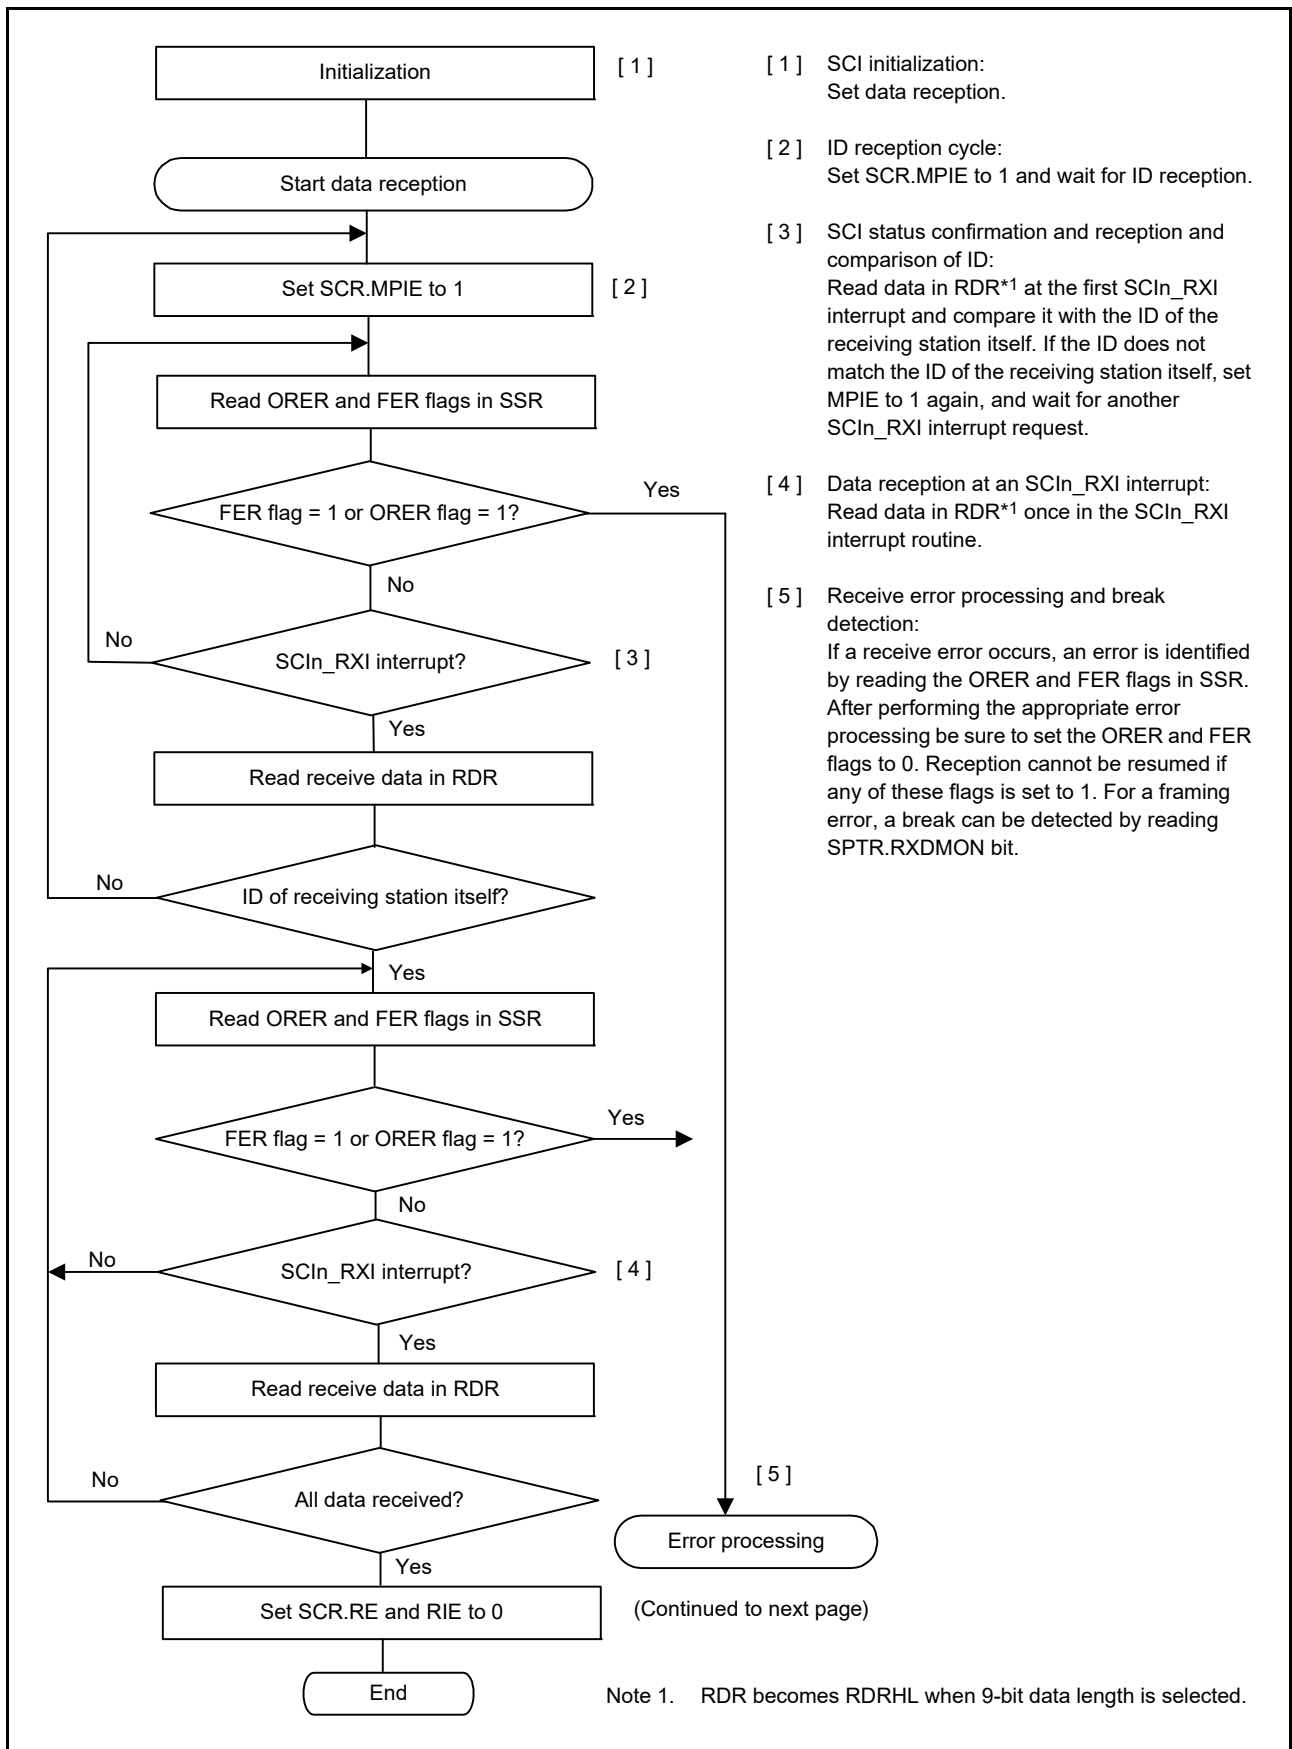 Initialization
[ 1 ]
Start data reception
Set SCR.MPIE to 1
[ 2 ]
Read ORER and FER flags in SSR
FER flag = 1 or ORER flag = 1?
Yes
No
SCIn_RXI interrupt?
[ 3 ]
No
Yes
Read receive data in RDR
ID of receiving station itself?
No
Yes
Read ORER and FER flags in SSR
FER flag = 1 or ORER flag = 1?
Yes
No
SCIn_RXI interrupt?
[ 4 ]
No
Yes
Read receive data in RDR
All data received?
No
Yes
Set SCR.RE and RIE to 0
End
[ 5 ]
Error processing
(Continued to next page)
[ 1 ] SCI initialization:
Set data reception.
[ 2 ] ID reception cycle:
Set SCR.MPIE to 1 and wait for ID reception.
[ 3 ] SCI status confirmation and reception and
comparison of ID:
Read data in RDR*1 at the first SCIn_RXI
interrupt and compare it with the ID of the
receiving station itself. If the ID does not
match the ID of the receiving station itself, set
MPIE to 1 again, and wait for another
SCIn_RXI interrupt request.
[ 4 ] Data reception at an SCIn_RXI interrupt:
Read data in RDR*1 once in the SCIn_RXI
interrupt routine.
[ 5 ] Receive error processing and break
detection:
If a receive error occurs, an error is identified
by reading the ORER and FER flags in SSR.
After performing the appropriate error
processing be sure to set the ORER and FER
flags to 0. Reception cannot be resumed if
any of these flags is set to 1. For a framing
error, a break can be detected by reading
SPTR.RXDMON bit.
Note 1. RDR becomes RDRHL when 9-bit data length is selected.